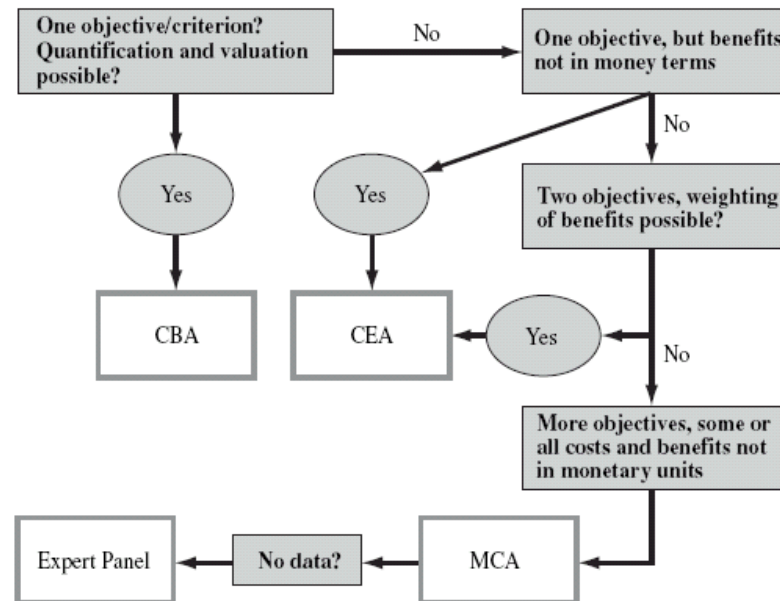 One objective/criterion?
Quantification and valuation
possible?
No
One objective, but benefits
not in money terms
No
Yes
Yes
Two objectives, weighting
of benefits possible?
CBA
CEA
Yes
No
More objectives, some or
all costs and benefits not
in monetary units
Expert Panel
No data?
MCA